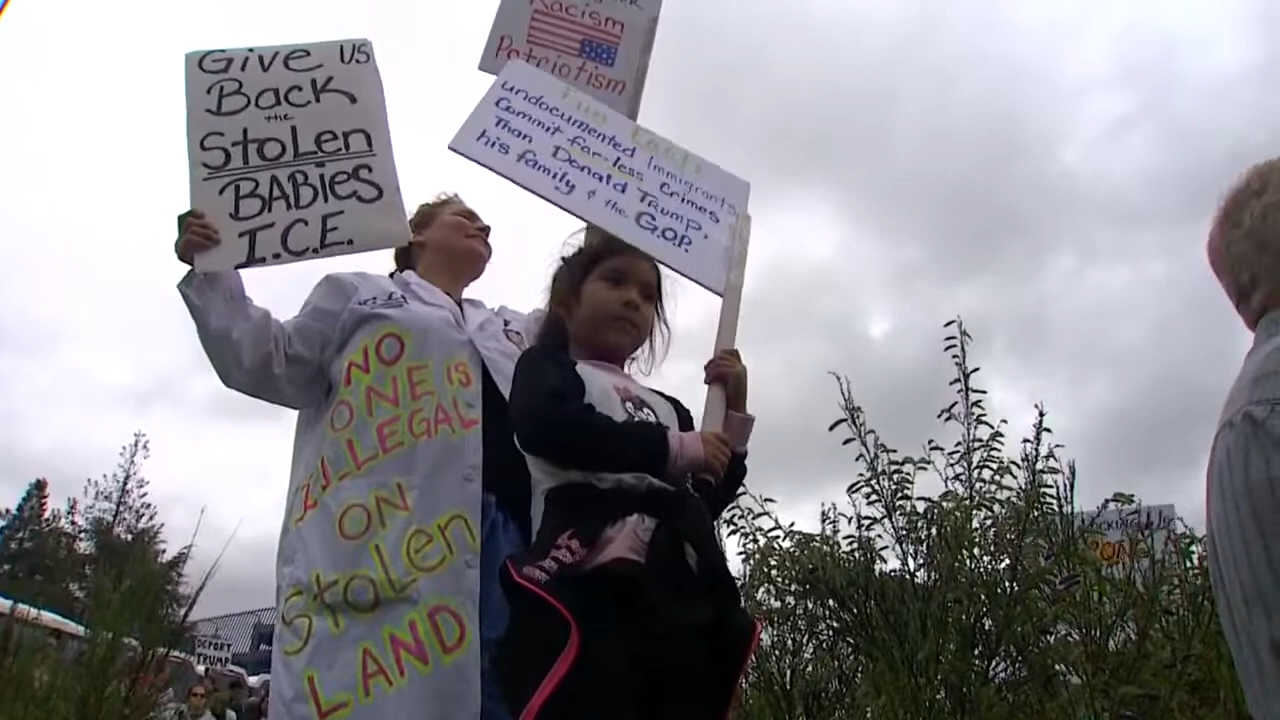 Give us
Back
the
Stolen
BABies
I.C.E.
Racism
Patriotism
Fun Facts
undocumented Immigrants
Commit far-less Crimes
Than Donald Trump,
his family & the G.O.P.
NO
ONE IS
ILLEGAL
ON
Stolen
LAND
DEPORT
TRUMP